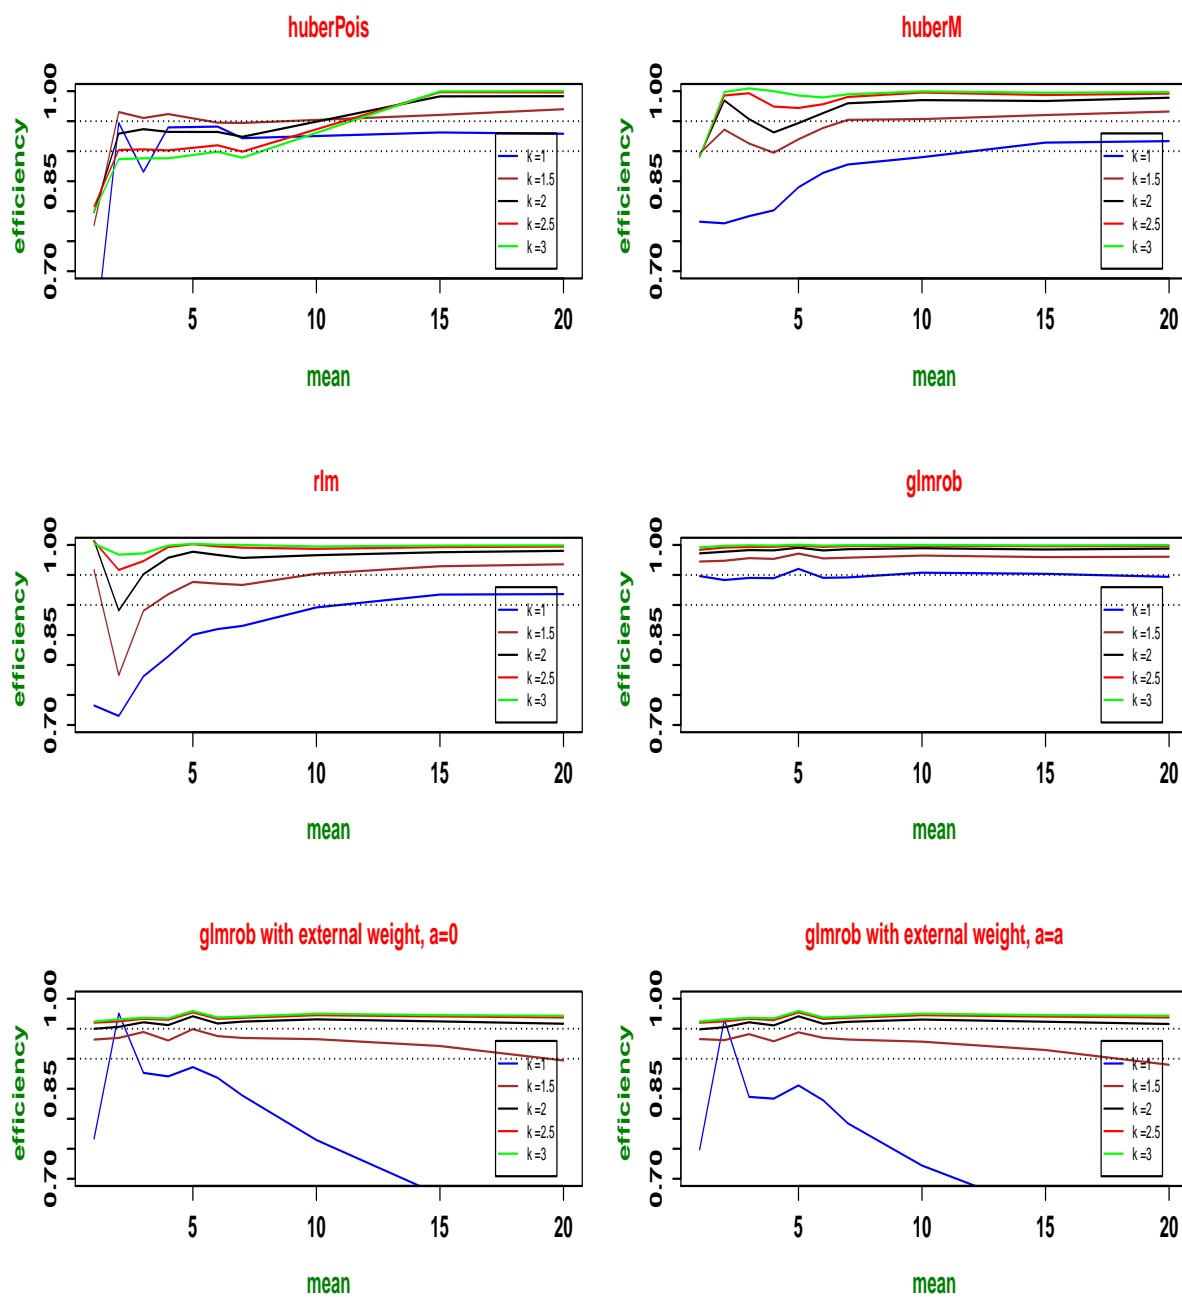 huberPois
efficiency
1.00
0.85
0.70
k =1
k =1.5
k =2
k =2.5
k =3
5 10 15 20
mean
huberM
efficiency
1.00
0.85
0.70
k =1
k =1.5
k =2
k =2.5
k =3
5 10 15 20
mean
rlm
efficiency
1.00
0.85
0.70
k =1
k =1.5
k =2
k =2.5
k =3
5 10 15 20
mean
glmrob
efficiency
1.00
0.85
0.70
k =1
k =1.5
k =2
k =2.5
k =3
5 10 15 20
mean
glmrob with external weight, a=0
efficiency
1.00
0.85
0.70
k =1
k =1.5
k =2
k =2.5
k =3
5 10 15 20
mean
glmrob with external weight, a=a
efficiency
1.00
0.85
0.70
k =1
k =1.5
k =2
k =2.5
k =3
5 10 15 20
mean